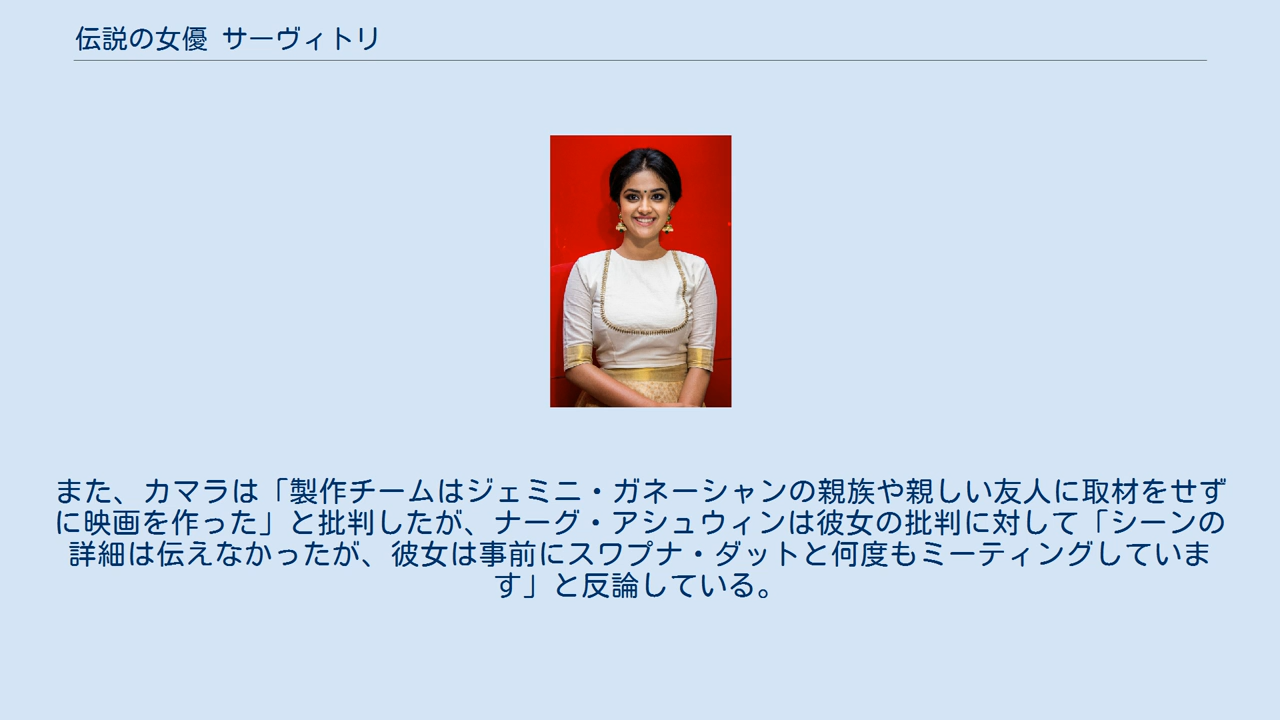 伝説の女優 サーヴィトリ
また、カマラは「製作チームはジェミニ・ガネーシャンの親族や親しい友人に取材をせず
に映画を作った」と批判したが、ナーグ・アシュウィンは彼女の批判に対して「シーンの
詳細は伝えなかったが、彼女は事前にスワプナ・ダットと何度もミーティングしていま
す」と反論している。